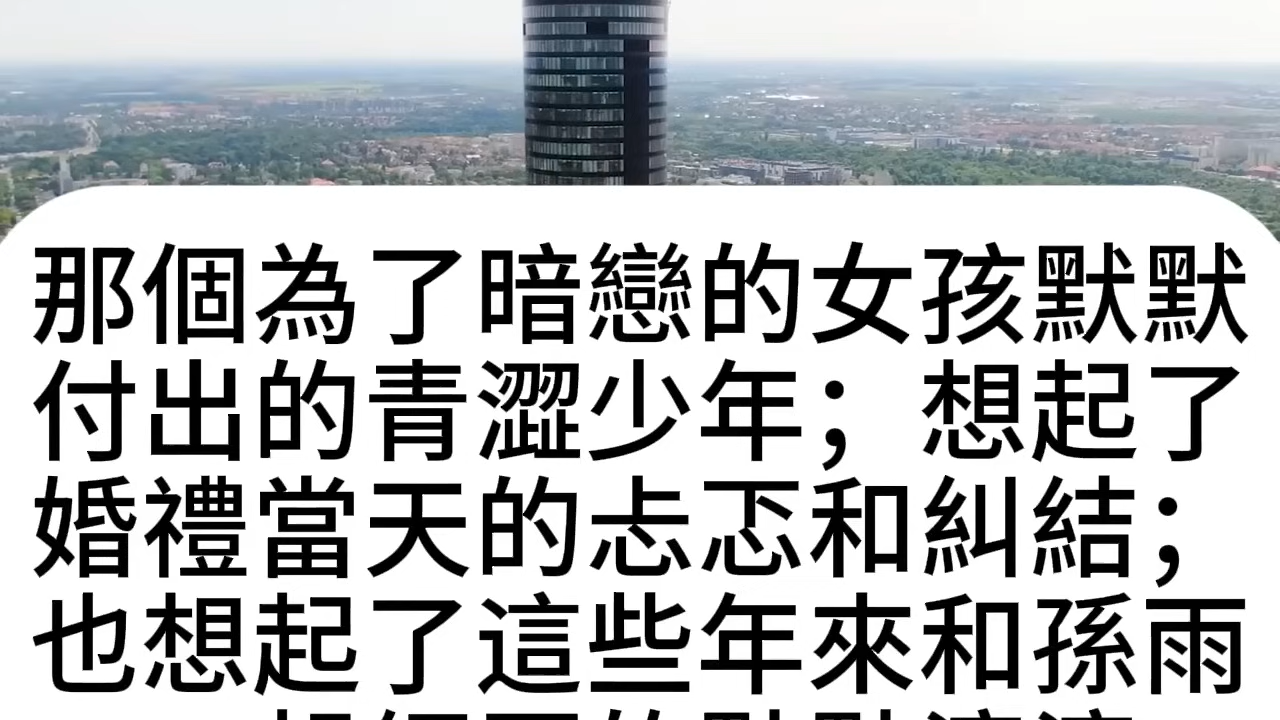 那個為了暗戀的女孩默默
付出的青澀少年；想起了
婚禮當天的忐忑和糾結；
也想起了這些年來和孫雨